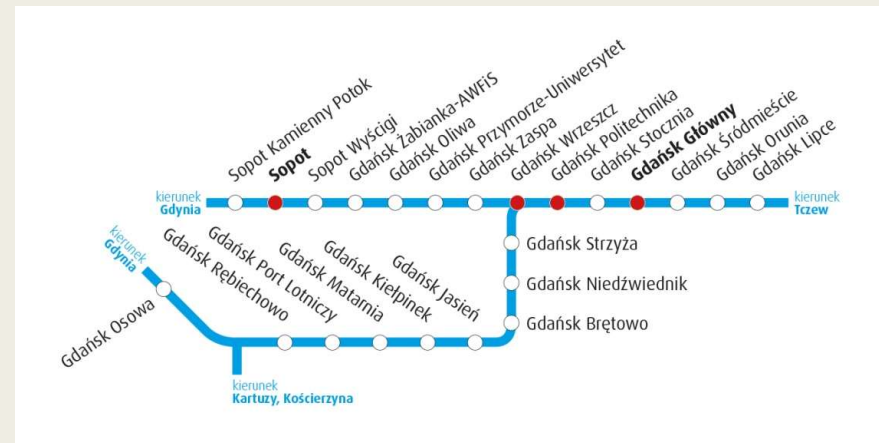 Sopot Kamienny Potok
Sopot
Sopot Wyścigi
Gdańsk Żabianka-AWFiS
Gdańsk Oliwa
Gdańsk Przymorze-Uniwersytet
Gdańsk Zaspa
Gdańsk Wrzeszcz
Gdańsk Politechnika
Gdańsk Stocznia
Gdańsk Główny
Gdańsk Śródmieście
Gdańsk Orunia
Gdańsk Lipce
kierunek
Gdynia
kierunek
Tczew
kierunek
Gdynia
Gdańsk Osowa
Gdańsk Rębiechowo
Gdańsk Port Lotniczy
Gdańsk Matarnia
Gdańsk Kiełpinek
Gdańsk Jasień
Gdańsk Strzyża
Gdańsk Niedźwiednik
Gdańsk Brętowo
kierunek
Kartuzy, Kościerzyna